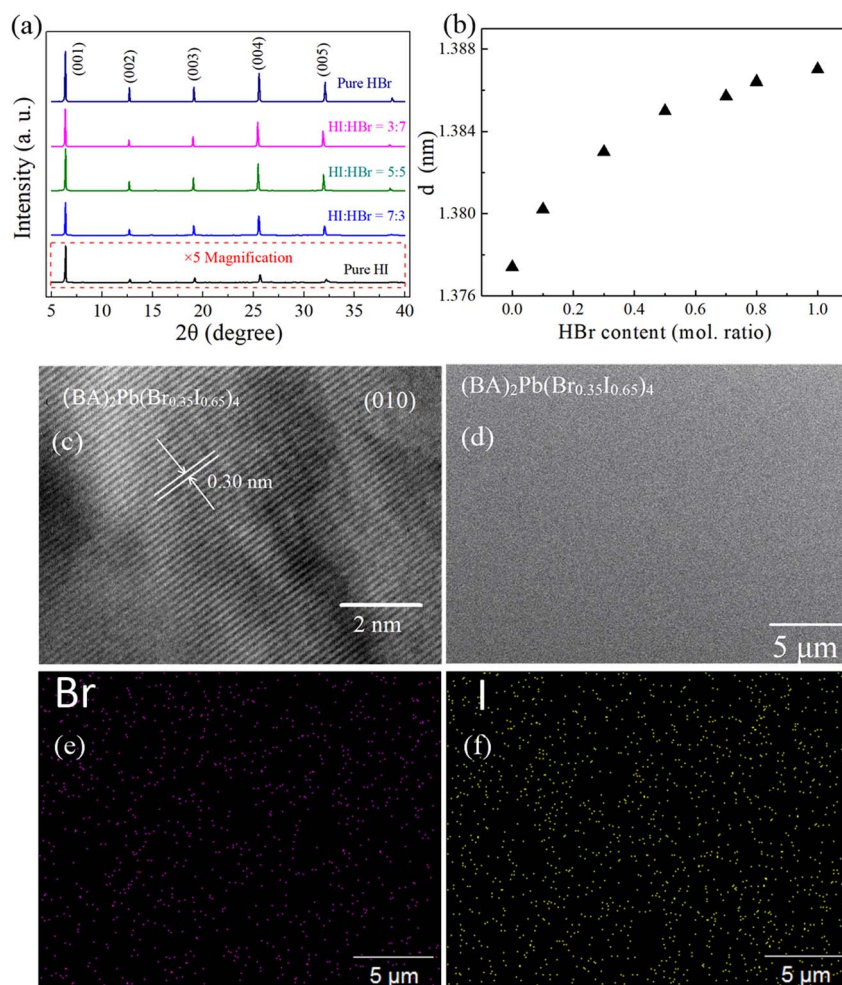 (a)
(001)
(002)
(003)
(004)
(005)
Pure HBr
HI:HBr = 3:7
HI:HBr = 5:5
HI:HBr = 7:3
×5 Magnification
Pure HI
Intensity (a. u.)
5 10 15 20 25 30 35 40
2θ (degree)
(b)
1.388
1.384
1.380
1.376
d (nm)
0.0 0.2 0.4 0.6 0.8 1.0
HBr content (mol. ratio)
(BA)₂Pb(Br₀.₃₅I₀.₆₅)₄
(010)
(c)
0.30 nm
2 nm
(BA)₂Pb(Br₀.₃₅I₀.₆₅)₄
(d)
5 μm
Br
(e)
5 μm
I
(f)
5 μm